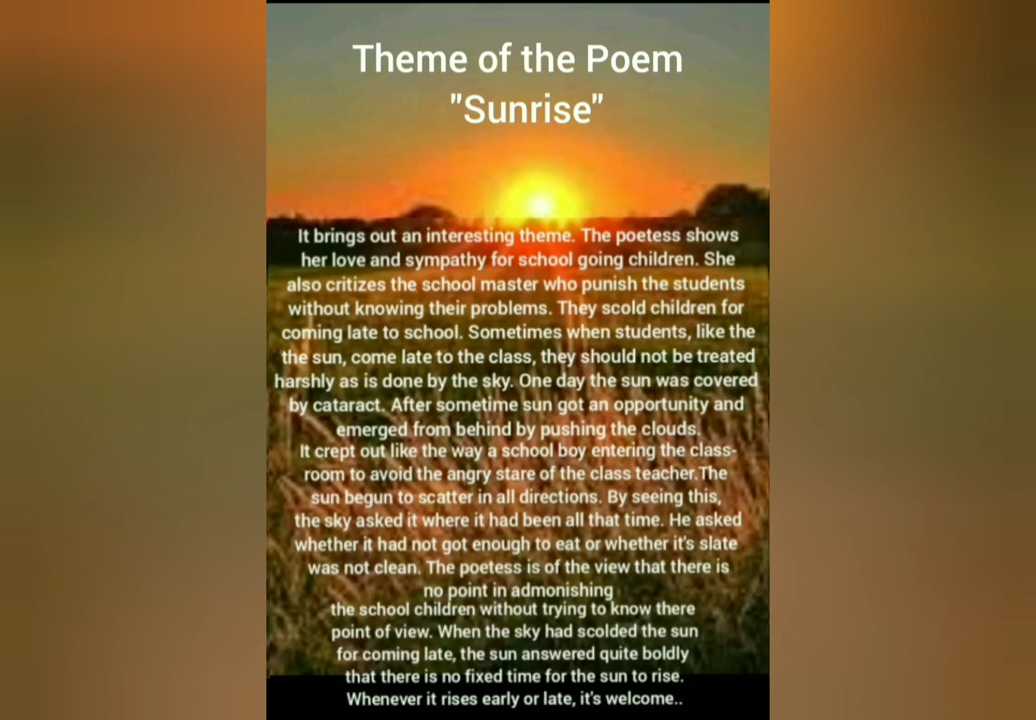 Theme of the Poem
"Sunrise"
It brings out an interesting theme. The poetess shows
her love and sympathy for school going children. She
also critizes the school master who punish the students
without knowing their problems. They scold children for
coming late to school. Sometimes when students, like the
the sun, come late to the class, they should not be treated
harshly as is done by the sky. One day the sun was covered
by cataract. After sometime sun got an opportunity and
emerged from behind by pushing the clouds.
It crept out like the way a school boy entering the class-
room to avoid the angry stare of the class teacher.The
sun begun to scatter in all directions. By seeing this,
the sky asked it where it had been all that time. He asked
whether it had not got enough to eat or whether it's slate
was not clean. The poetess is of the view that there is
no point in admonishing
the school children without trying to know there
point of view. When the sky had scolded the sun
for coming late, the sun answered quite boldly
that there is no fixed time for the sun to rise.
Whenever it rises early or late, it's welcome..